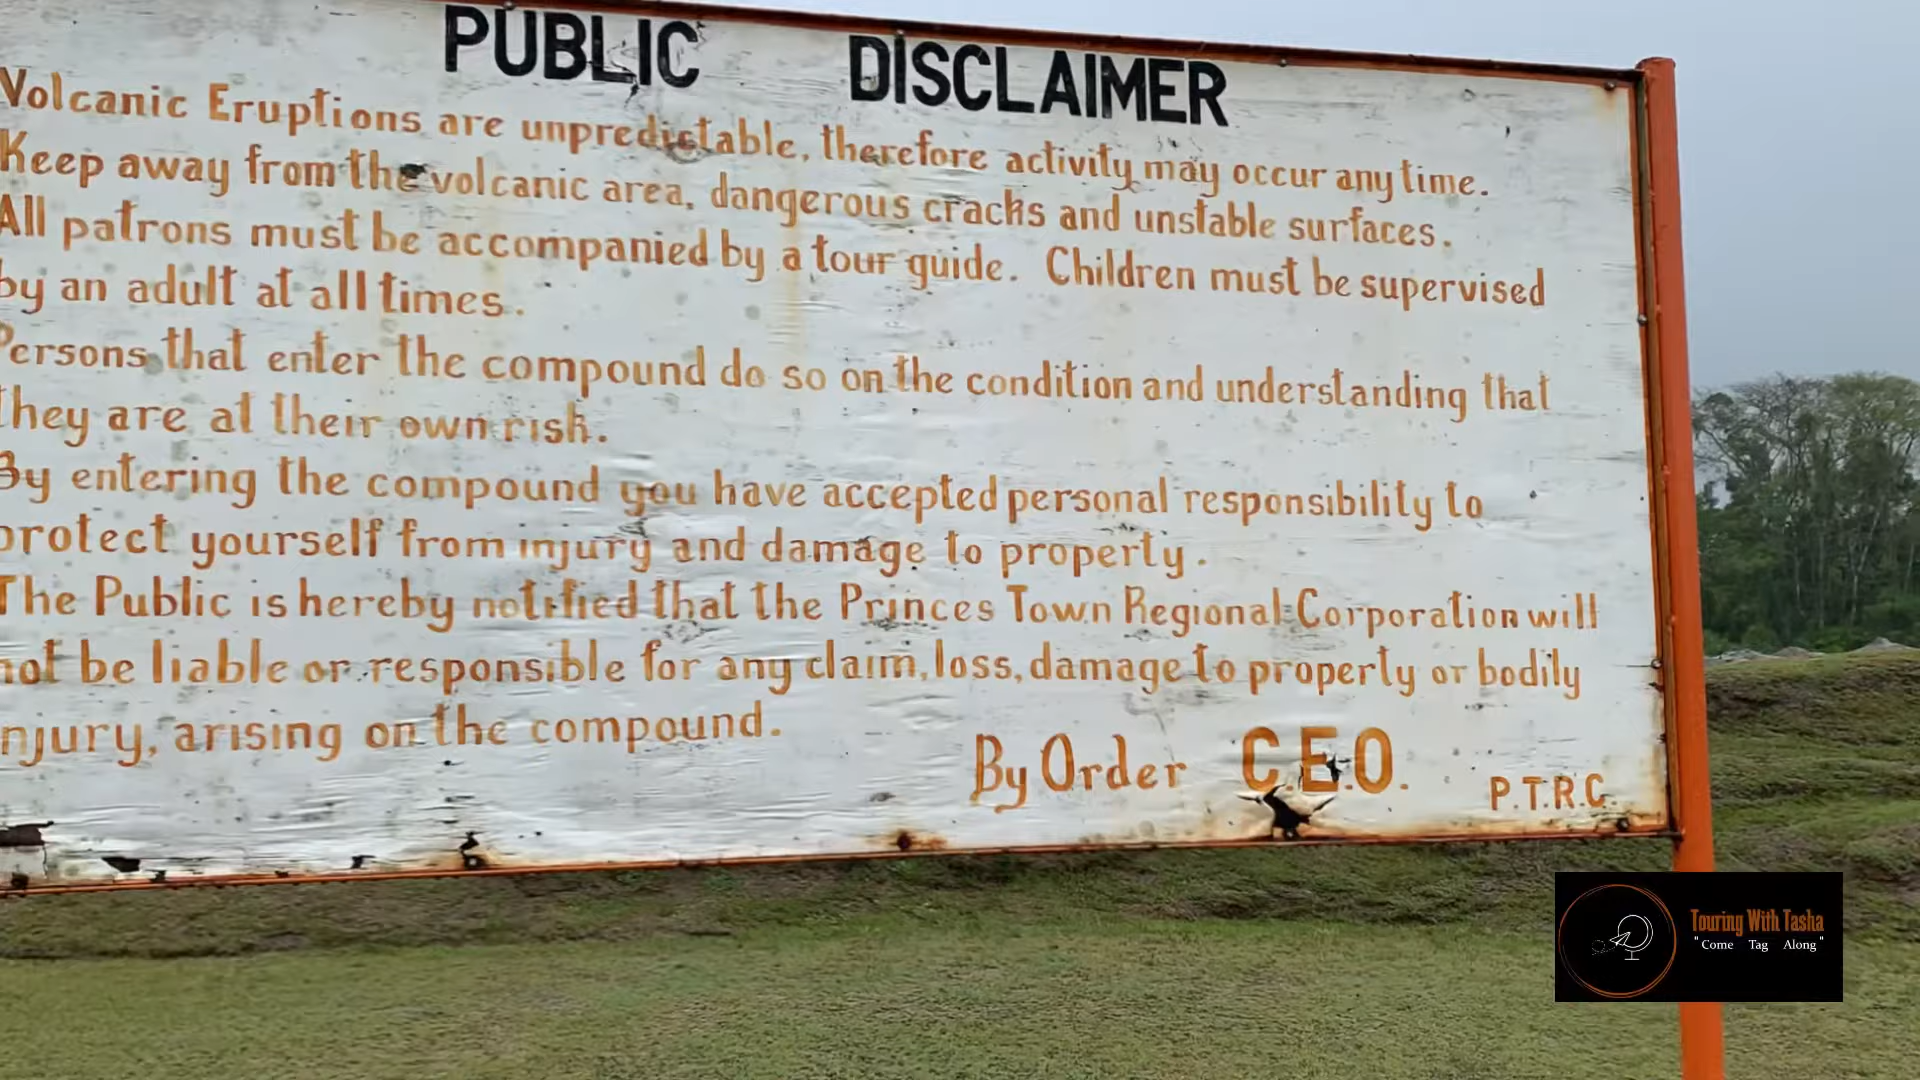 PUBLIC DISCLAIMER
Volcanic Eruptions are unpredictable, therefore activity may occur any time.
Keep away from the volcanic area, dangerous cracks and unstable surfaces.
All patrons must be accompanied by a tour guide. Children must be supervised
by an adult at all times.
Persons that enter the compound do so on the condition and understanding that
they are at their own risk.
By entering the compound you have accepted personal responsibility to
protect yourself from injury and damage to property.
The Public is hereby notified that the Princes Town Regional Corporation will
not be liable or responsible for any claim, loss, damage to property or bodily
injury, arising on the compound.
By Order C.E.O. P.T.R.C.
Touring With Tasha
"Come Tag Along"